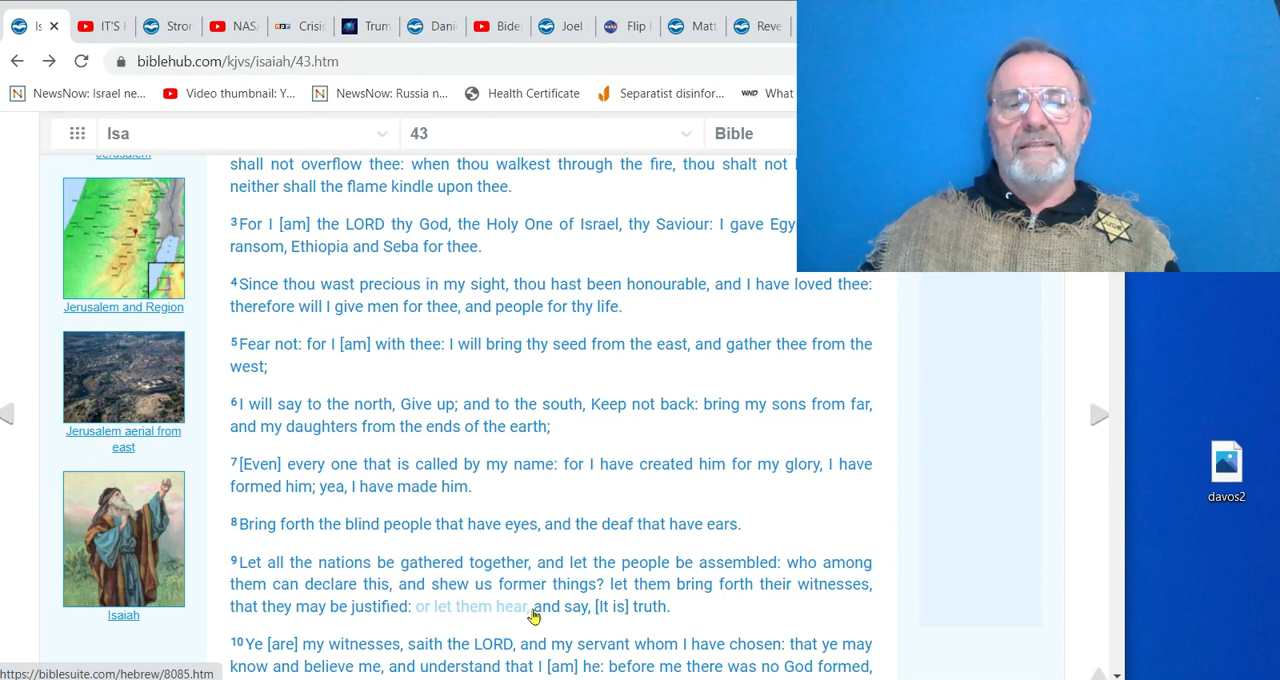 Is
IT'S
Stror
NAS
Crisis
Trum
Dani
Bide
Joel
Flip
Matt
Reve
biblehub.com/kjvs/isaiah/43.htm
NewsNow: Israel ne...
Video thumbnail: Y...
NewsNow: Russia n...
Health Certificate
Separatist disinfor...
WND
What
Isa
43
Bible
Jerusalem
shall not overflow thee: when thou walkest through the fire, thou shalt not
neither shall the flame kindle upon thee.
3For I [am] the LORD thy God, the Holy One of Israel, thy Saviour: I gave Egy
ransom, Ethiopia and Seba for thee.
Jerusalem and Region
4Since thou wast precious in my sight, thou hast been honourable, and I have loved thee:
therefore will I give men for thee, and people for thy life.
5Fear not: for I [am] with thee: I will bring thy seed from the east, and gather thee from the
west;
Jerusalem aerial from
east
6I will say to the north, Give up; and to the south, Keep not back: bring my sons from far,
and my daughters from the ends of the earth;
7[Even] every one that is called by my name: for I have created him for my glory, I have
formed him; yea, I have made him.
8Bring forth the blind people that have eyes, and the deaf that have ears.
9Let all the nations be gathered together, and let the people be assembled: who among
them can declare this, and shew us former things? let them bring forth their witnesses,
that they may be justified: or let them hear, and say, [It is] truth.
Isaiah
10Ye [are] my witnesses, saith the LORD, and my servant whom I have chosen: that ye may
know and believe me, and understand that I [am] he: before me there was no God formed,
https://biblesuite.com/hebrew/8085.htm
davos2